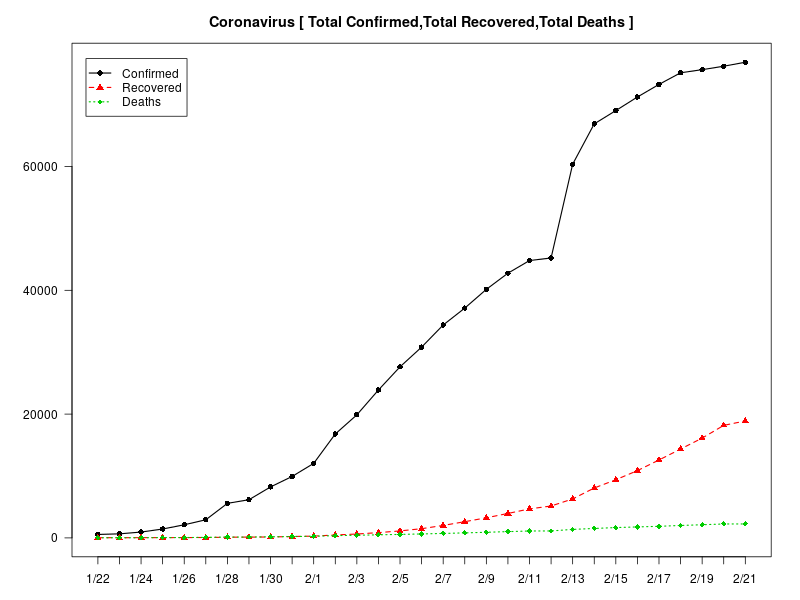 Coronavirus [ Total Confirmed,Total Recovered,Total Deaths ]
Confirmed
Recovered
Deaths
60000
40000
20000
0
1/22 1/24 1/26 1/28 1/30 2/1 2/3 2/5 2/7 2/9 2/11 2/13 2/15 2/17 2/19 2/21